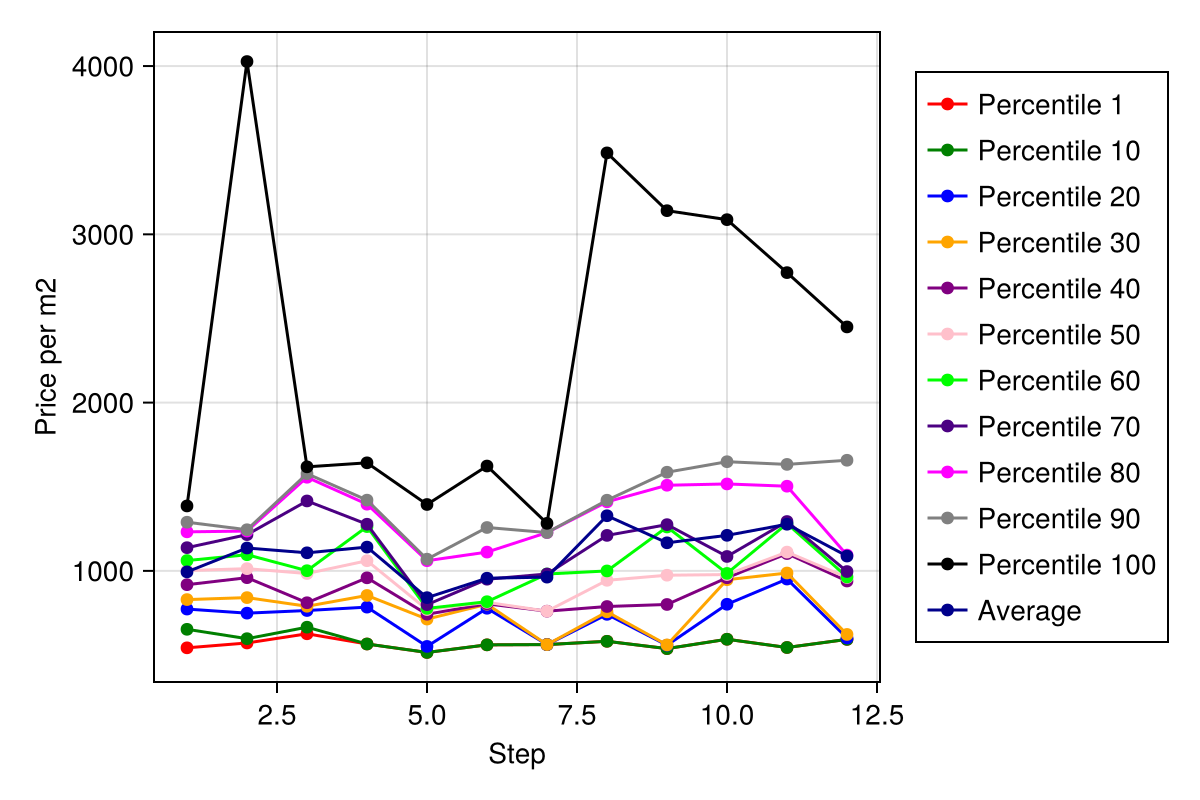 4000
3000
2000
1000
Price per m2
2.5 5.0 7.5 10.0 12.5
Step
Percentile 1
Percentile 10
Percentile 20
Percentile 30
Percentile 40
Percentile 50
Percentile 60
Percentile 70
Percentile 80
Percentile 90
Percentile 100
Average